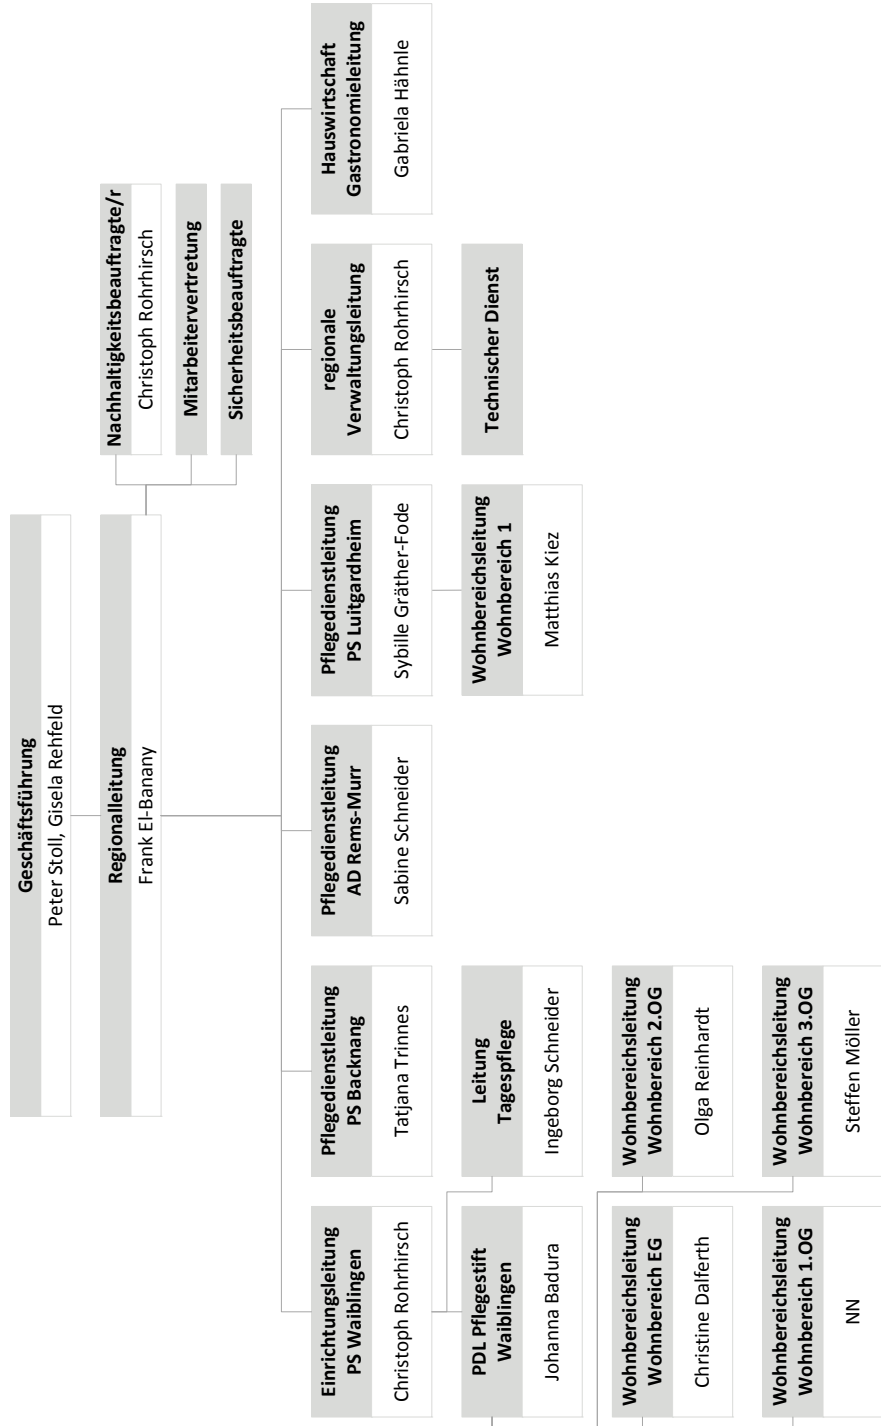 Geschäftsführung
Peter Stoll, Gisela Rehfeld
Regionalleitung
Frank El-Banany
Nachhaltigkeitsbeauftragte/r
Christoph Rohrhirsch
Mitarbeitervertretung
Sicherheitsbeauftragte
Einrichtungsleitung
PS Waiblingen
Christoph Rohrhirsch
Pflegedienstleitung
PS Backnang
Tatjana Trinnes
Pflegedienstleitung
AD Rems-Murr
Sabine Schneider
Pflegedienstleitung
PS Luitgardheim
Sybille Gräther-Fode
regionale
Verwaltungsleitung
Christoph Rohrhirsch
Hauswirtschaft
Gastronomieleitung
Gabriela Hähnle
PDL Pflegestift
Waiblingen
Johanna Badura
Leitung
Tagespflege
Ingeborg Schneider
Wohnbereichsleitung
Wohnbereich 1
Matthias Kiez
Technischer Dienst
Wohnbereichsleitung
Wohnbereich EG
Christine Dalferth
Wohnbereichsleitung
Wohnbereich 2.OG
Olga Reinhardt
Wohnbereichsleitung
Wohnbereich 1.OG
NN
Wohnbereichsleitung
Wohnbereich 3.OG
Steffen Möller